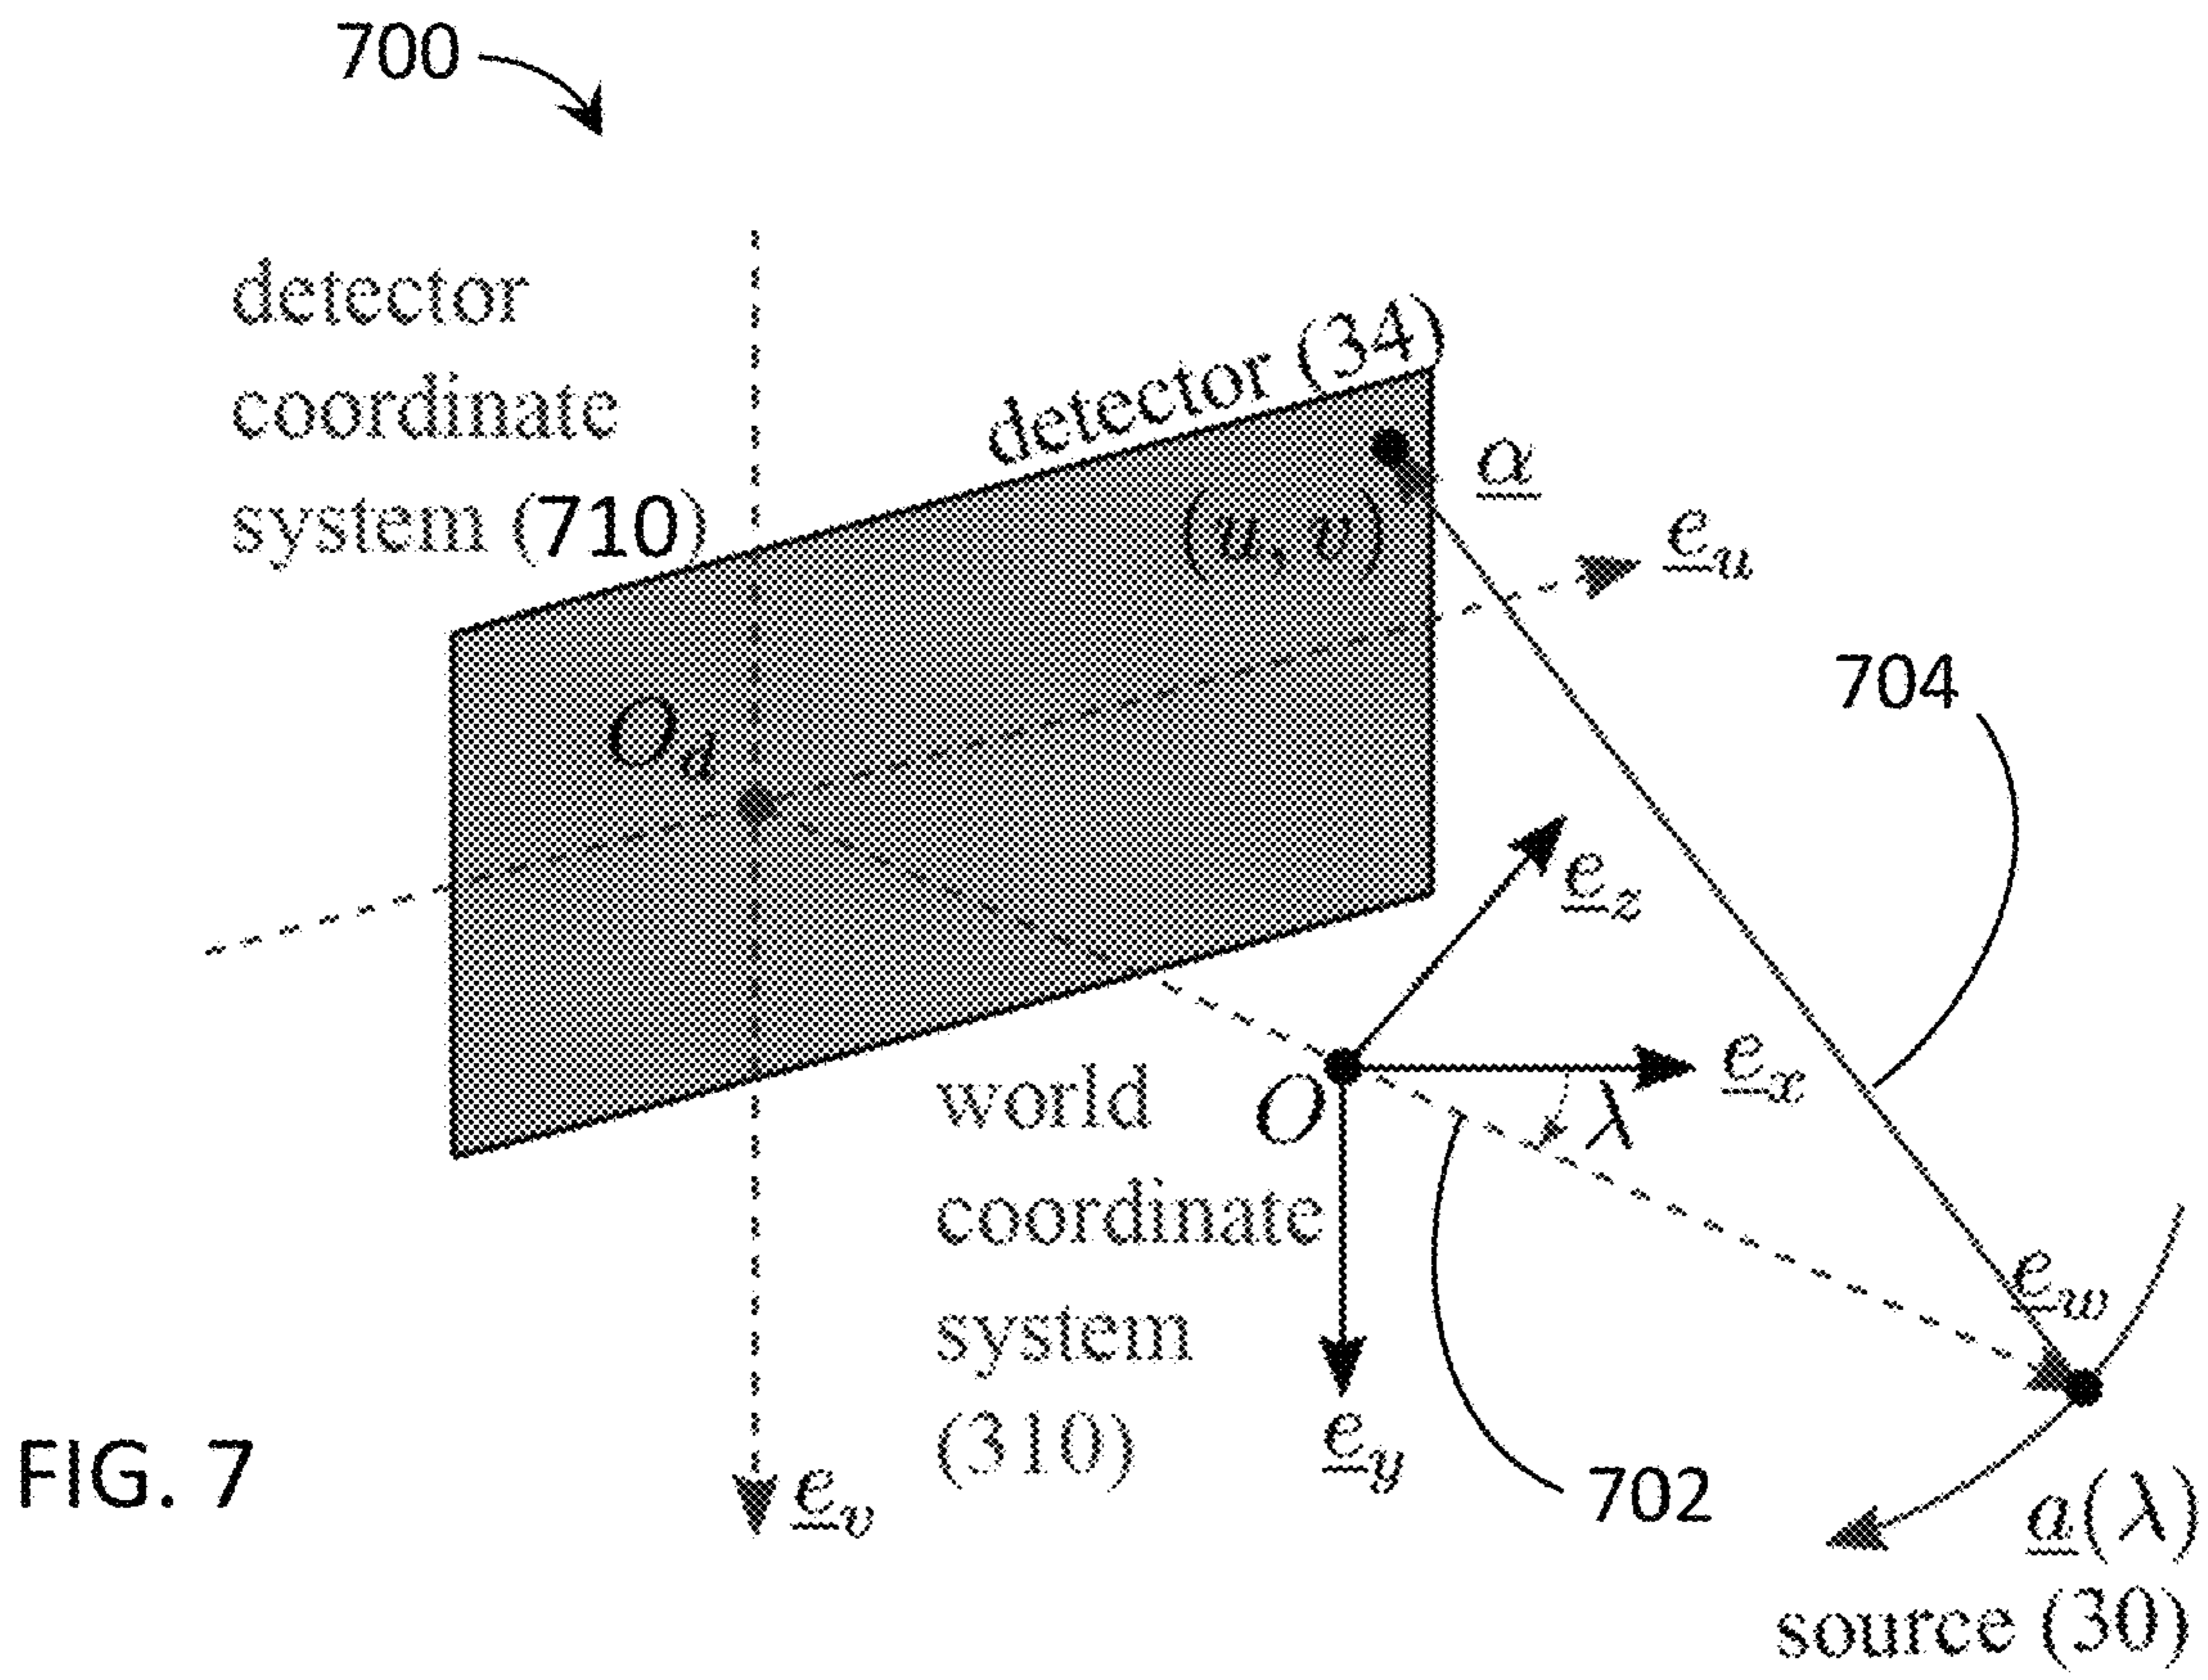 700
detector
coordinate
system (710)
detector (34)
α
(u, v)
e_u
704
O_d
e_z
world
coordinate
system
(310)
O
e_x
λ
e_w
e_y
702
e_v
a(λ)
source (30)
FIG. 7